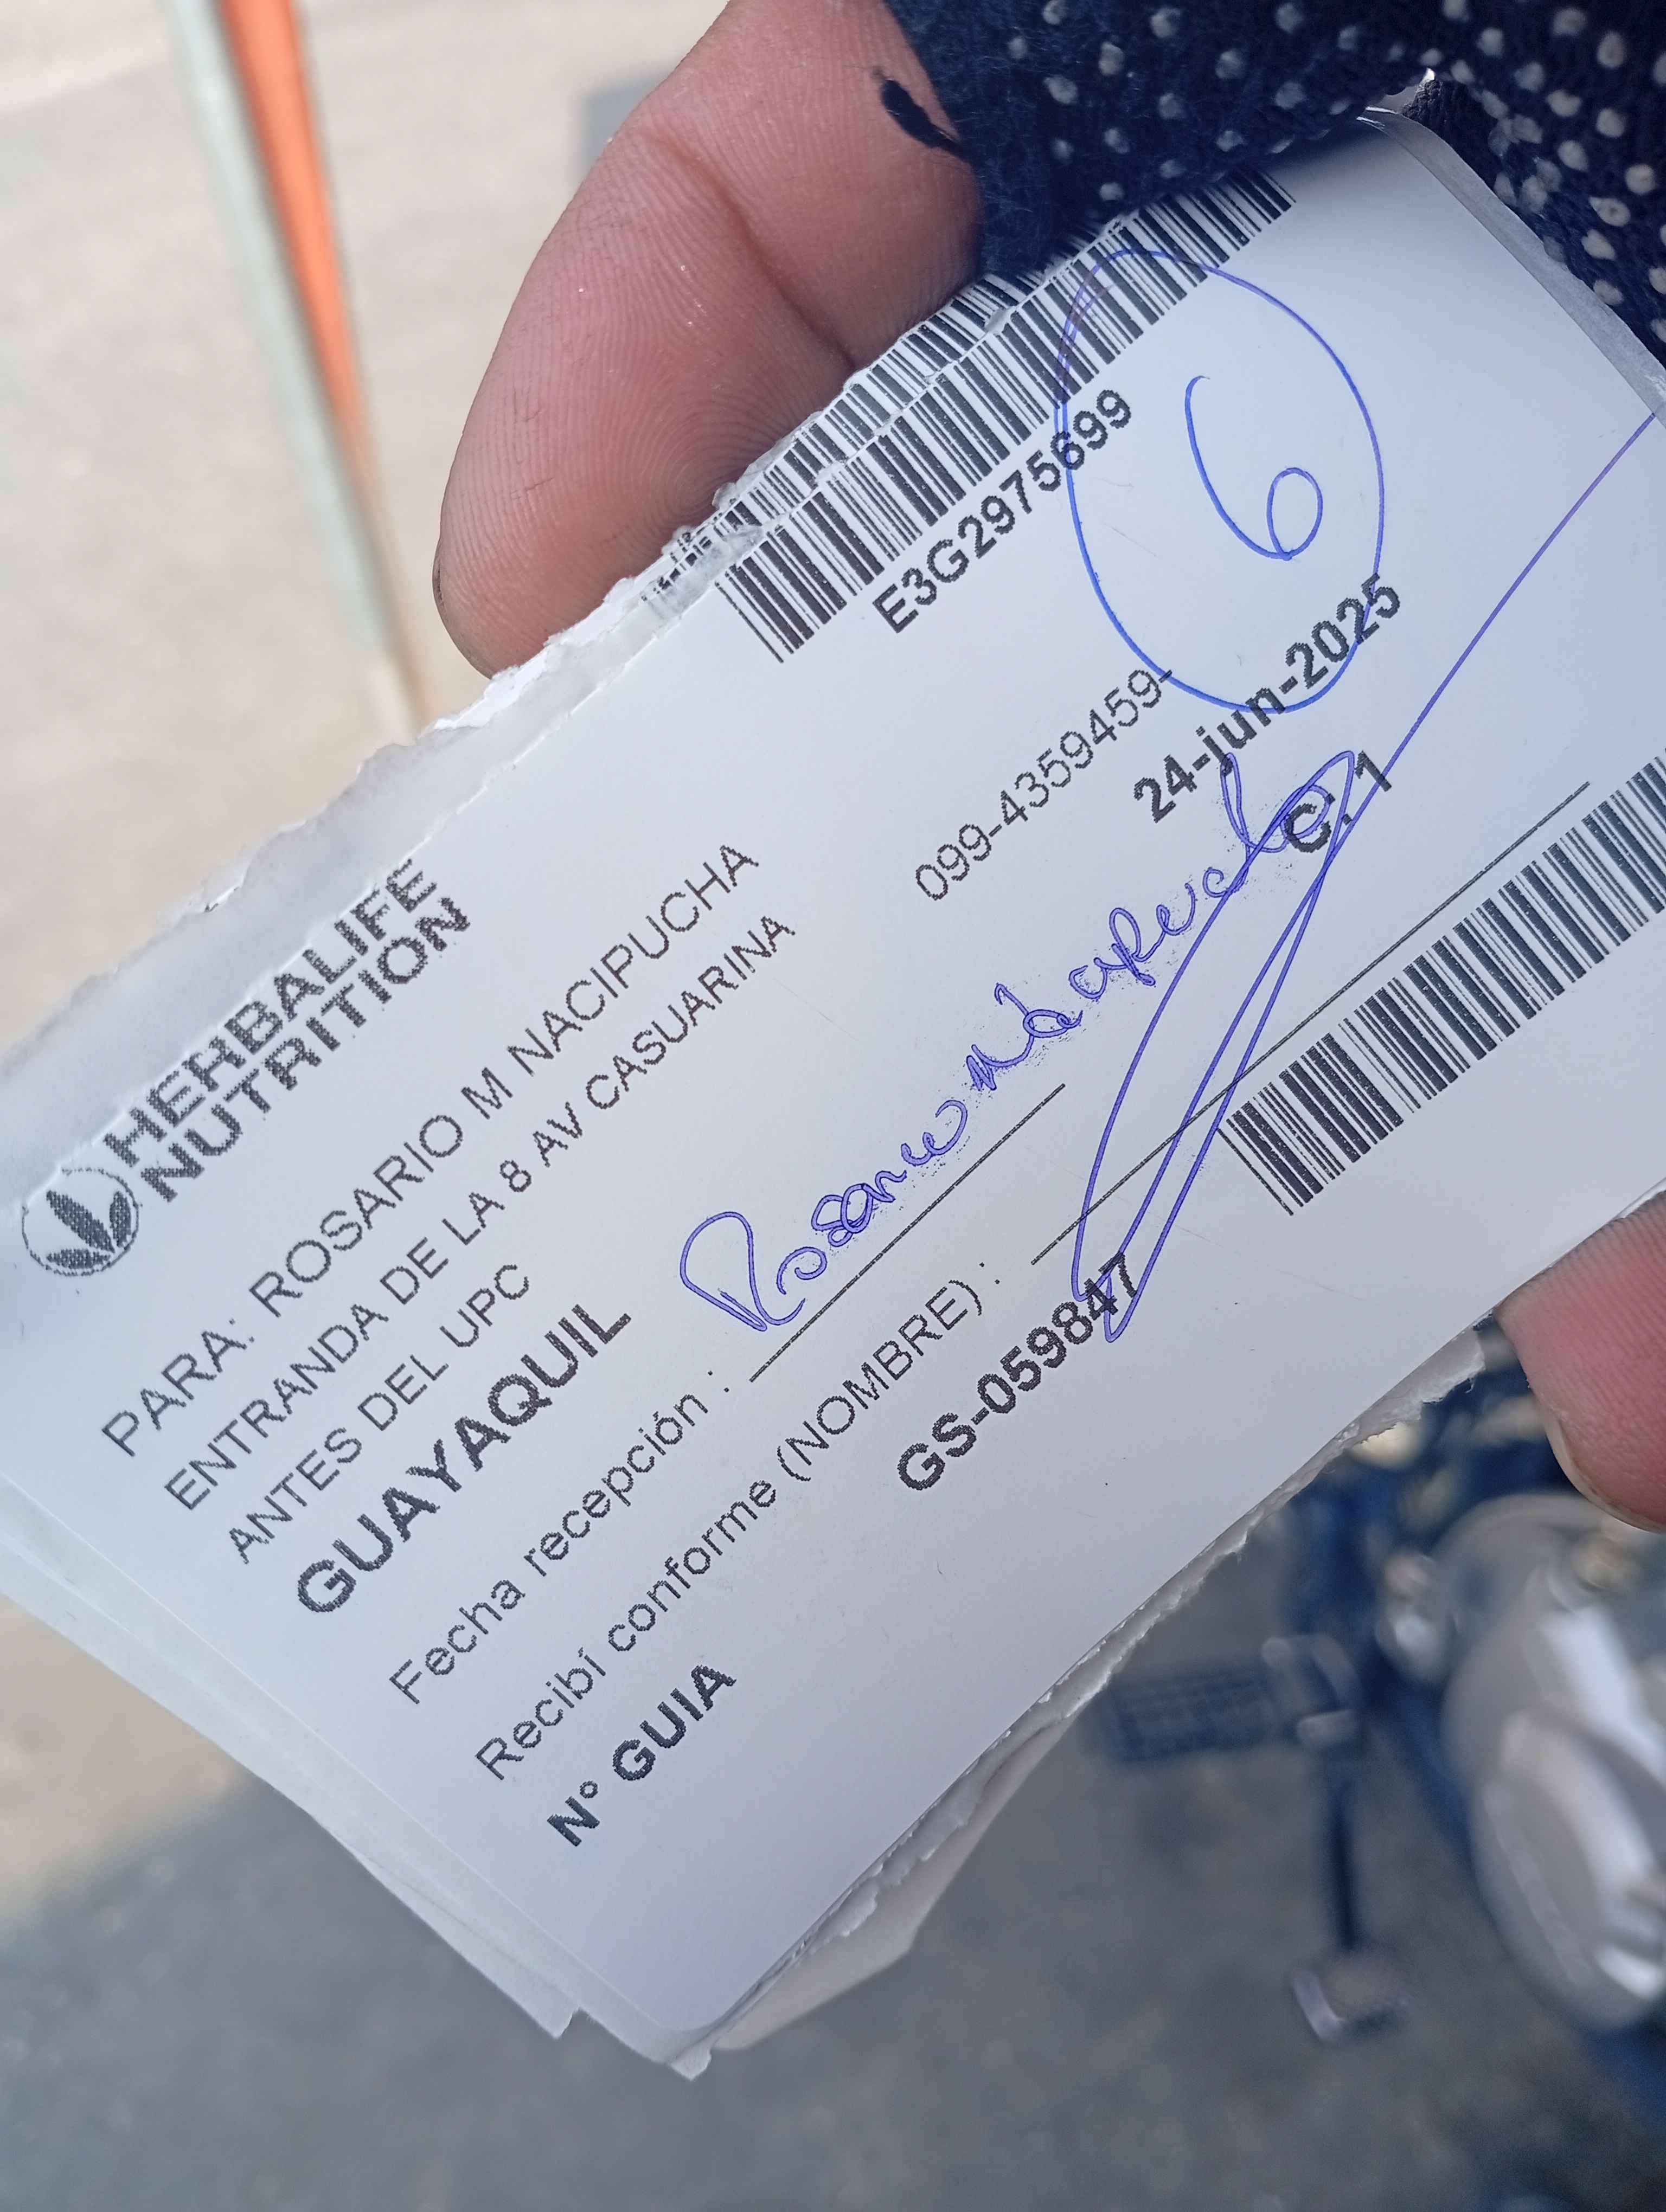 HERBALIFE
NUTRITION
E3G2975699
6
PARA: ROSARIO M NACIPUCHA
ENTRANDA DE LA 8 AV CASUARINA
ANTES DEL UPC
099-4359459-
GUAYAQUIL
24-jun-2025
C. 1
Fecha recepción :
Recibí conforme (NOMBRE) :
N° GUIA GS-059847